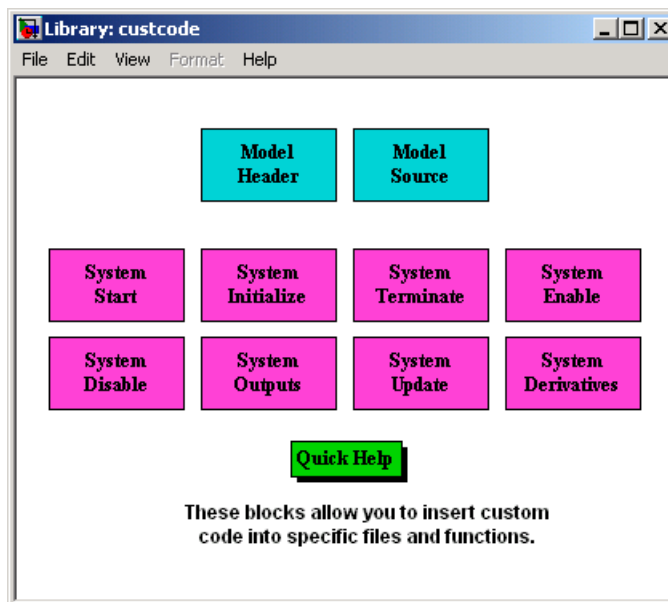 Library: custcode
File Edit View Format Help
Model Model
Header Source
System System System System
Start Initialize Terminate Enable
System System System System
Disable Outputs Update Derivatives
Quick Help
These blocks allow you to insert custom
code into specific files and functions.